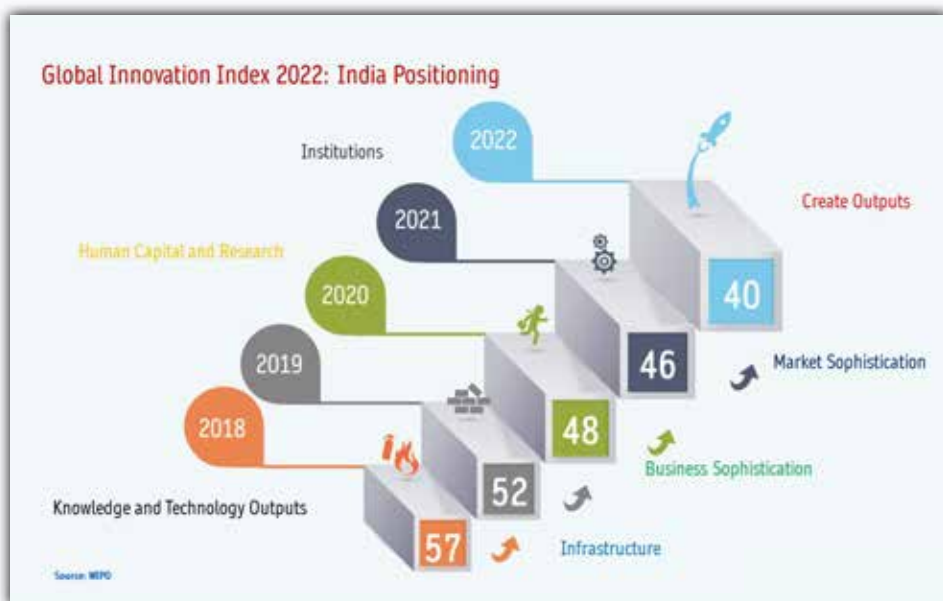 Global Innovation Index 2022: India Positioning
2022
Institutions
Create Outputs
2021
Human Capital and Research
2020
40
2019
46
Market Sophistication
2018
48
Business Sophistication
52
Knowledge and Technology Outputs
57
Infrastructure
Source: WIPO